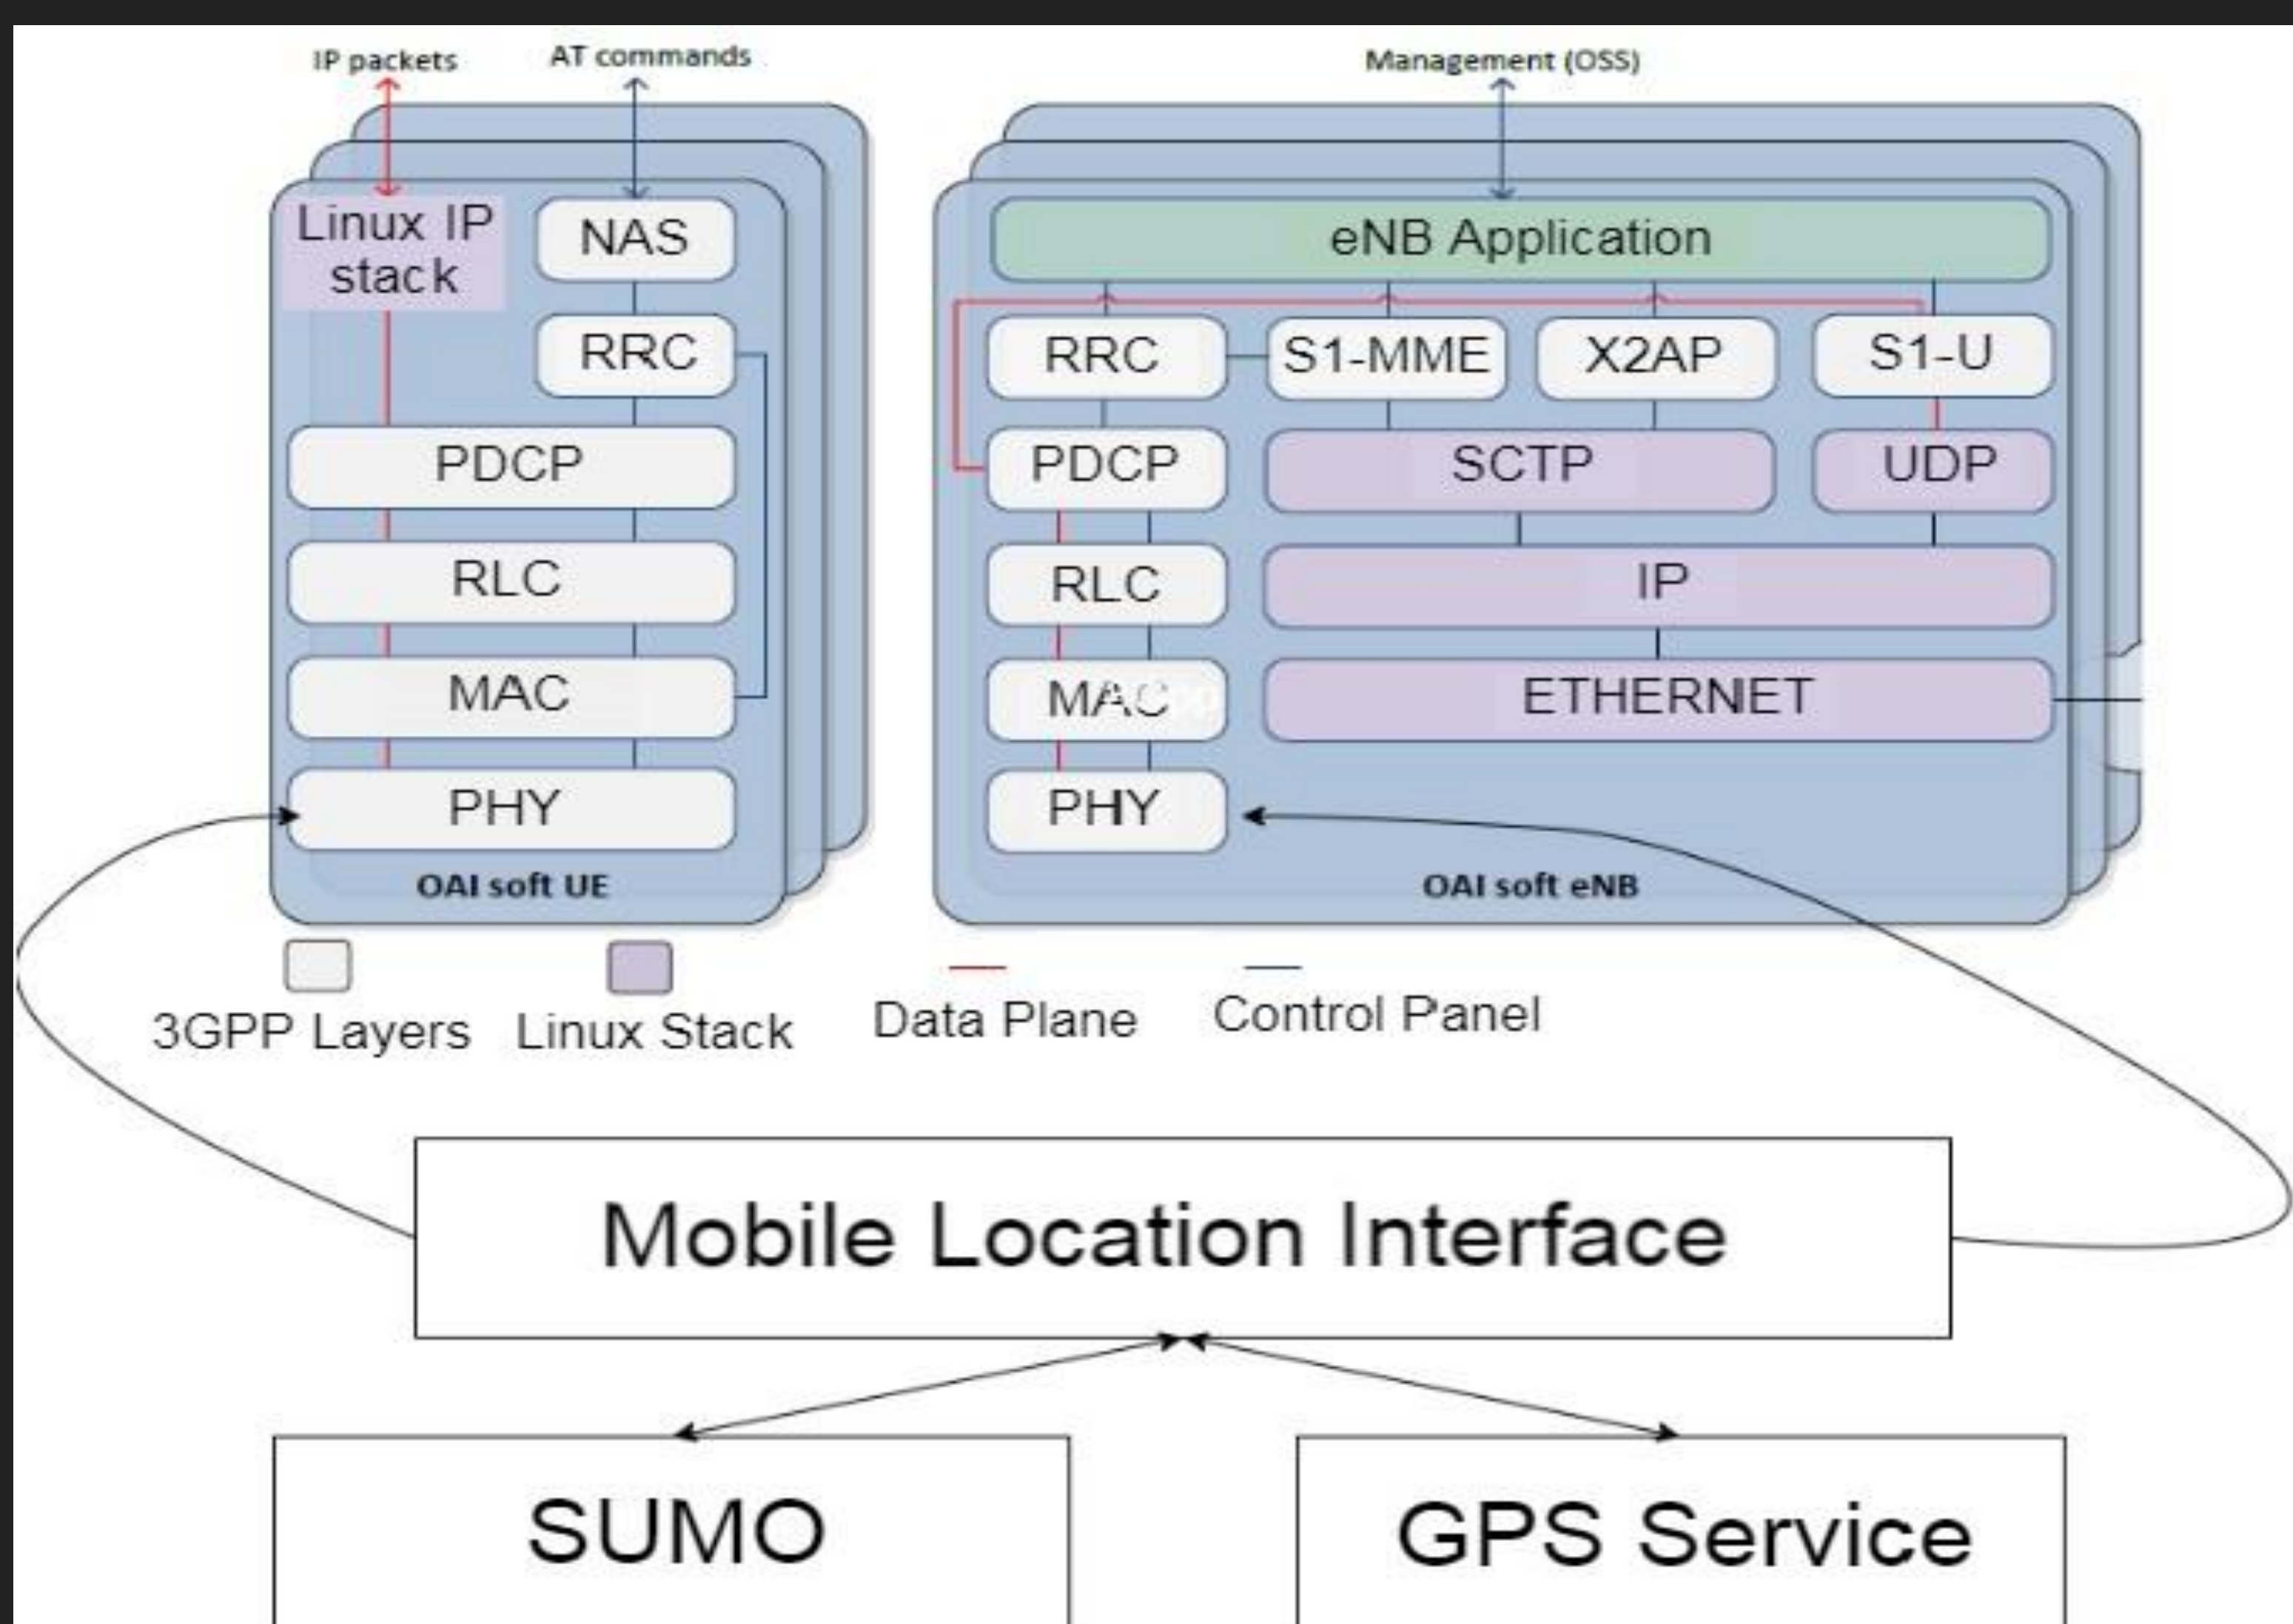 IP packets
AT commands
Management (OSS)
Linux IP
stack
NAS
RRC
PDCP
RLC
MAC
PHY
OAI soft UE
eNB Application
RRC
S1-MME
X2AP
S1-U
PDCP
SCTP
UDP
RLC
IP
MAC
ETHERNET
PHY
OAI soft eNB
3GPP Layers
Linux Stack
Data Plane
Control Panel
Mobile Location Interface
SUMO
GPS Service